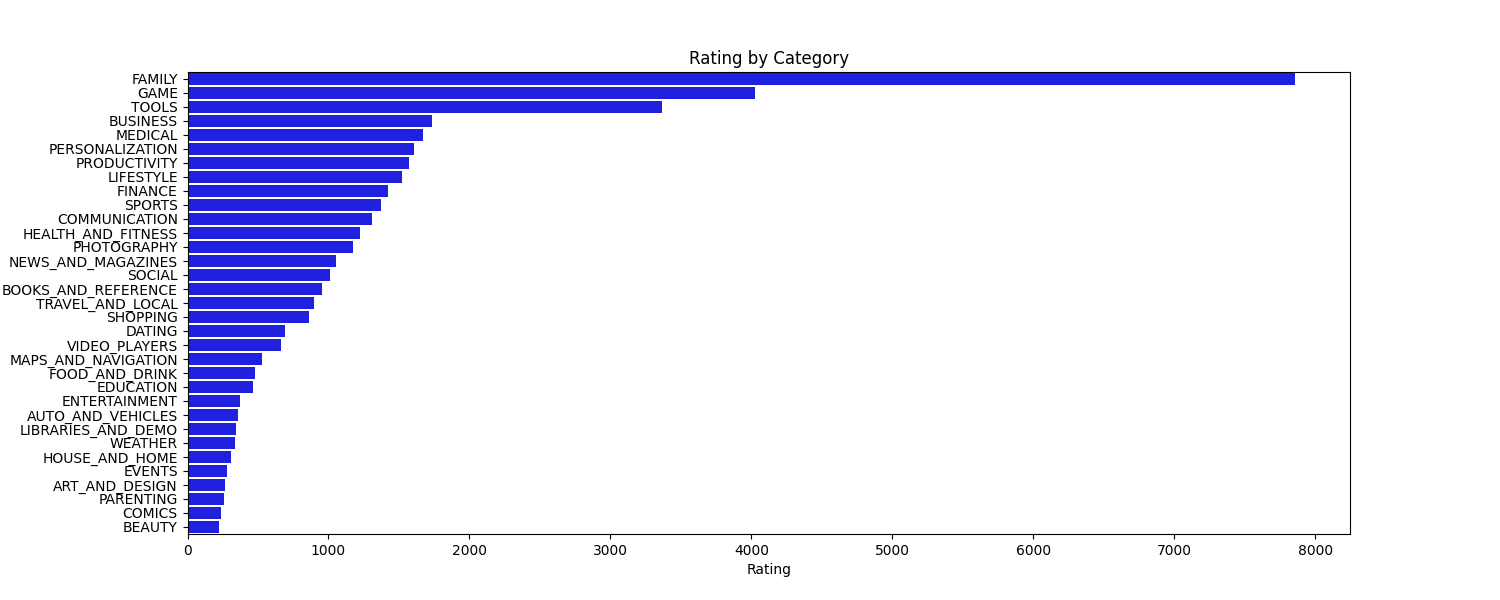 Rating by Category
FAMILY
GAME
TOOLS
BUSINESS
MEDICAL
PERSONALIZATION
PRODUCTIVITY
LIFESTYLE
FINANCE
SPORTS
COMMUNICATION
HEALTH_AND_FITNESS
PHOTOGRAPHY
NEWS_AND_MAGAZINES
SOCIAL
BOOKS_AND_REFERENCE
TRAVEL_AND_LOCAL
SHOPPING
DATING
VIDEO_PLAYERS
MAPS_AND_NAVIGATION
FOOD_AND_DRINK
EDUCATION
ENTERTAINMENT
AUTO_AND_VEHICLES
LIBRARIES_AND_DEMO
WEATHER
HOUSE_AND_HOME
EVENTS
ART_AND_DESIGN
PARENTING
COMICS
BEAUTY
0 1000 2000 3000 4000 5000 6000 7000 8000
Rating